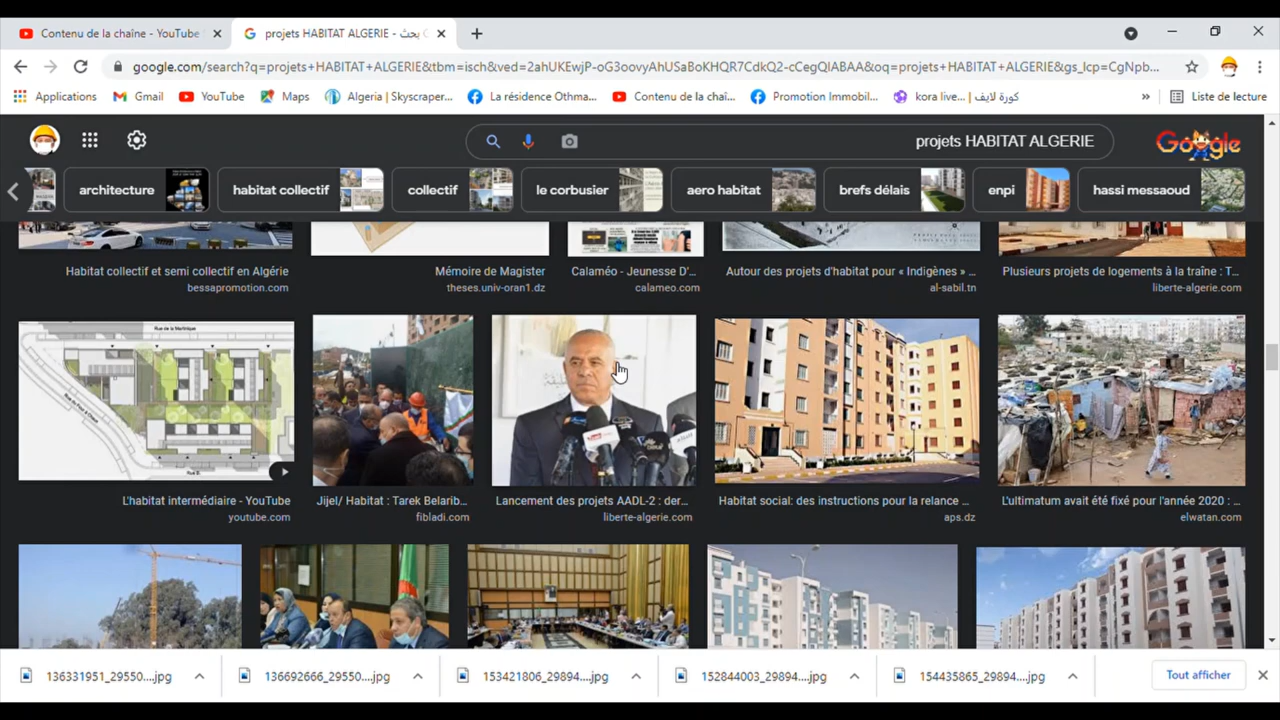 Contenu de la chaîne - YouTube
projets HABITAT ALGERIE - بحث
google.com/search?q=projets+HABITAT+ALGERIE&tbm=isch&ved=2ahUKEwjP-oG3oovyAhUSaBoKHQR7CdkQ2-cCegQIABAA&oq=projets+HABITAT+ALGERIE&gs_lcp=CgNpb...
Applications
Gmail
YouTube
Maps
Algeria | Skyscraper...
La résidence Othma...
Contenu de la chaî...
Promotion Immobil...
كورة لايف | kora live...
»
Liste de lecture
projets HABITAT ALGERIE
Google
architecture
habitat collectif
collectif
le corbusier
aero habitat
brefs délais
enpi
hassi messaoud
Habitat collectif et semi collectif en Algérie
bessapromotion.com
Mémoire de Magister
theses.univ-oran1.dz
Calaméo - Jeunesse D'...
calameo.com
Autour des projets d'habitat pour « Indigènes » ...
al-sabil.tn
Plusieurs projets de logements à la traîne : T...
liberte-algerie.com
Rue de la Martinique
L'habitat intermédiaire - YouTube
youtube.com
Jijel/ Habitat : Tarek Belarib...
fibladi.com
Lancement des projets AADL-2 : der...
liberte-algerie.com
Habitat social: des instructions pour la relance ...
aps.dz
L'ultimatum avait été fixé pour l'année 2020 : ...
elwatan.com
136331951_29550....jpg
136692666_29550....jpg
153421806_29894....jpg
152844003_29894....jpg
154435865_29894....jpg
Tout afficher